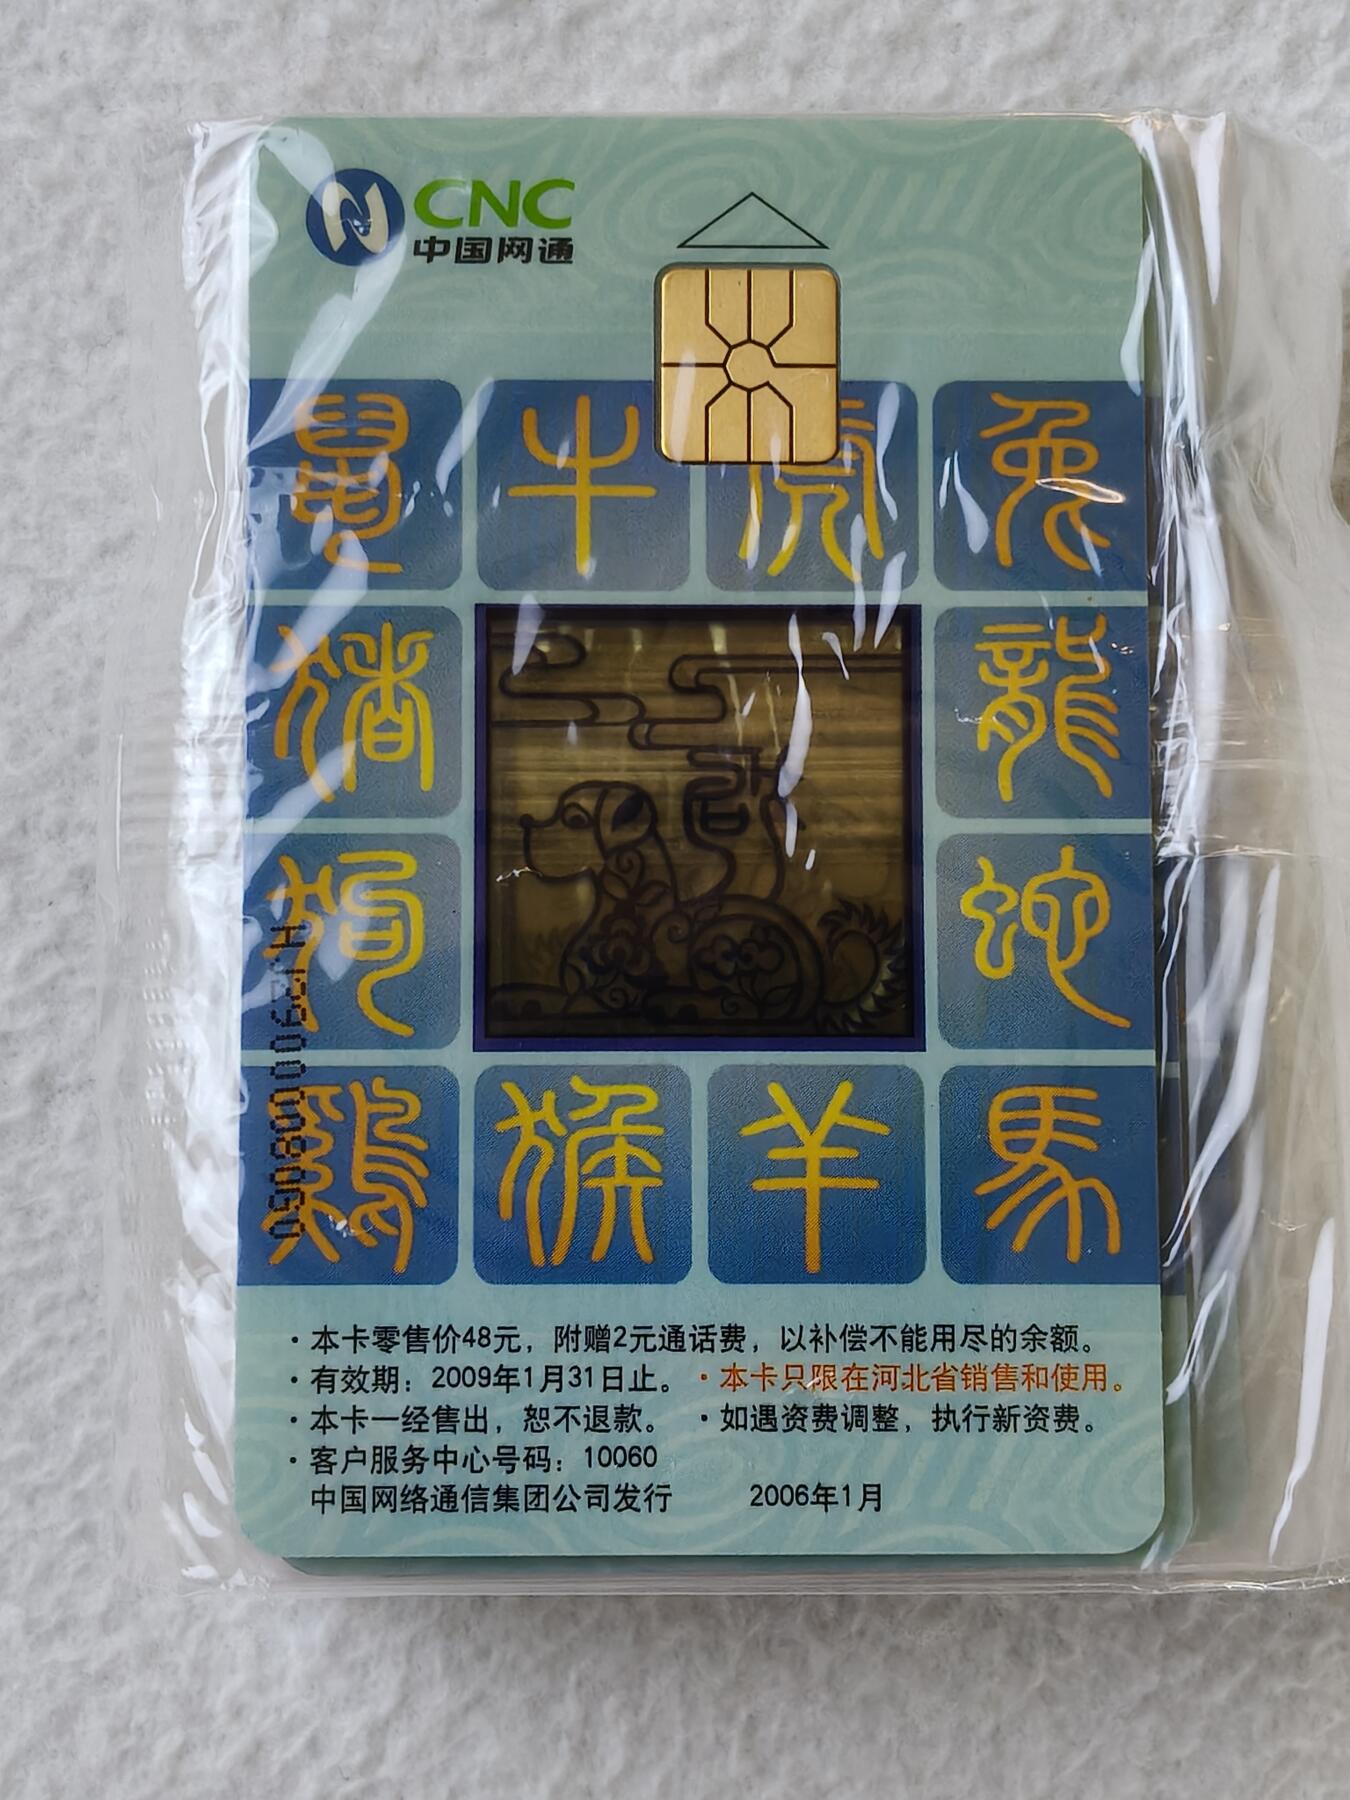 CNC
中国网通
鼠 牛 虎 兔
猪 龍
狗 蛇
鷄 猴 羊 馬
·本卡零售价48元，附赠2元通话费，以补偿不能用尽的余额。
·有效期：2009年1月31日止。 ·本卡只限在河北省销售和使用。
·本卡一经售出，恕不退款。 ·如遇资费调整，执行新资费。
·客户服务中心号码：10060
中国网络通信集团公司发行 2006年1月